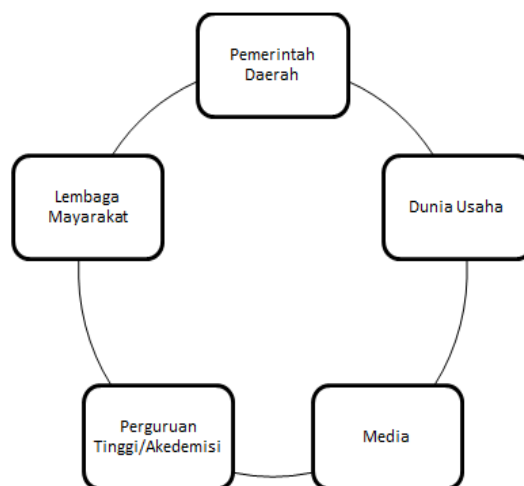 Pemerintah
Daerah
Lembaga
Mayarakat
Dunia Usaha
Perguruan
Tinggi/Akedemisi
Media